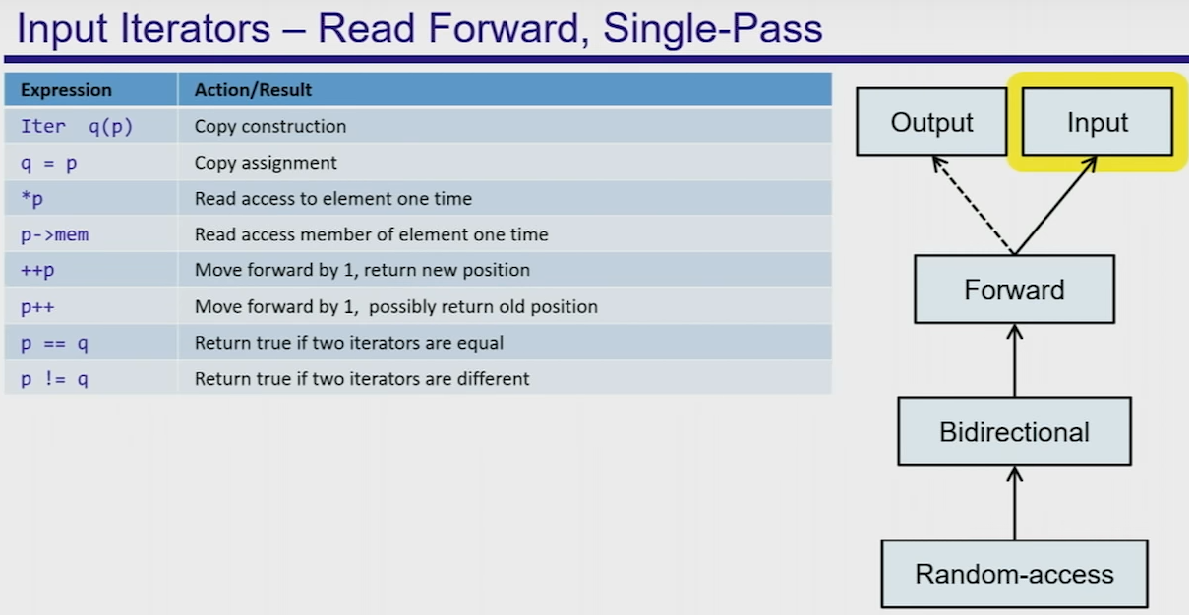 Input Iterators – Read Forward, Single-Pass
Expression Action/Result
Iter q(p) Copy construction
q = p Copy assignment
*p Read access to element one time
p->mem Read access member of element one time
++p Move forward by 1, return new position
p++ Move forward by 1, possibly return old position
p == q Return true if two iterators are equal
p != q Return true if two iterators are different
Output
Input
Forward
Bidirectional
Random-access